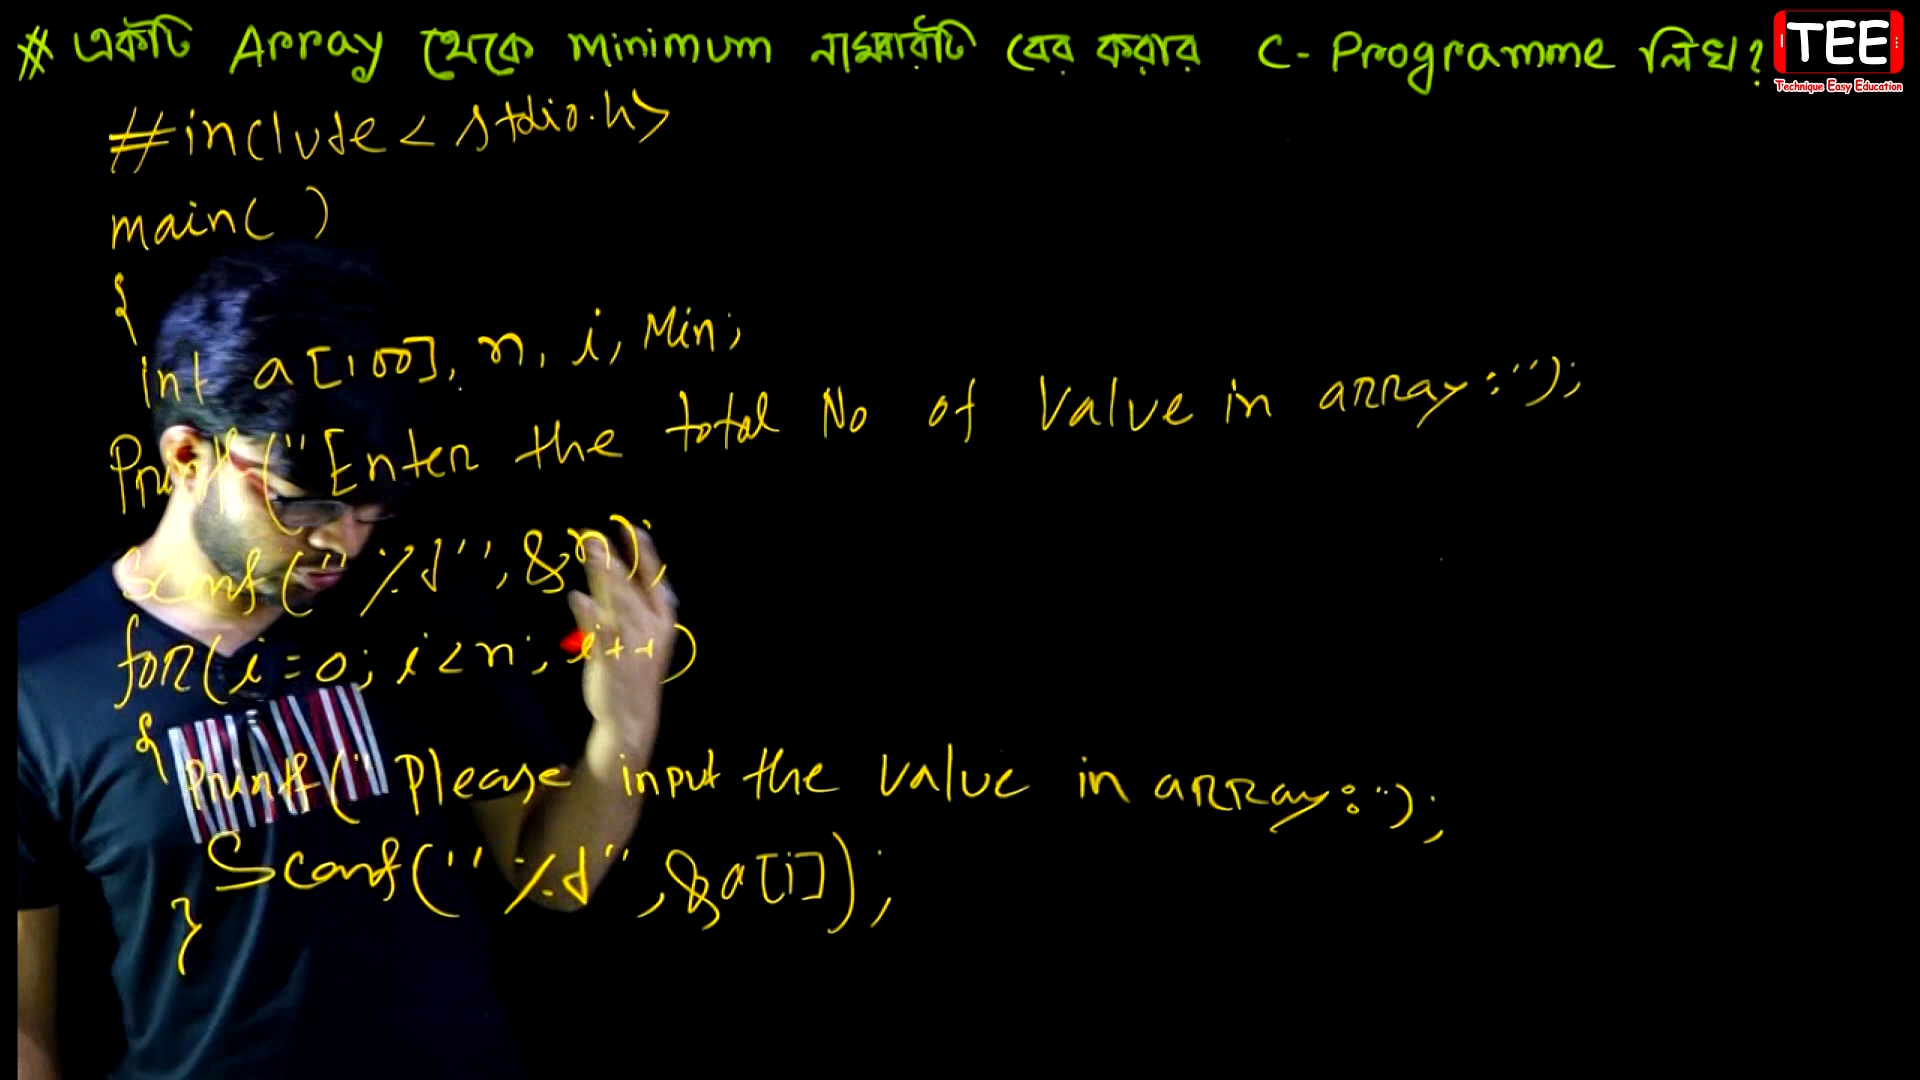 # একটি Array থেকে minimum নাম্বারটি বের করার C-Programme লিখ?
TEE
Technique Easy Education
#include<stdio.h>
main( )
{
int a[100], n, i, Min;
Printf("Enter the total No of Value in array:");
Scanf("%d", &n);
for(i=0; i<n; i++)
{
Printf("Please input the value in array:");
Scanf("%d", &a[i]);
}